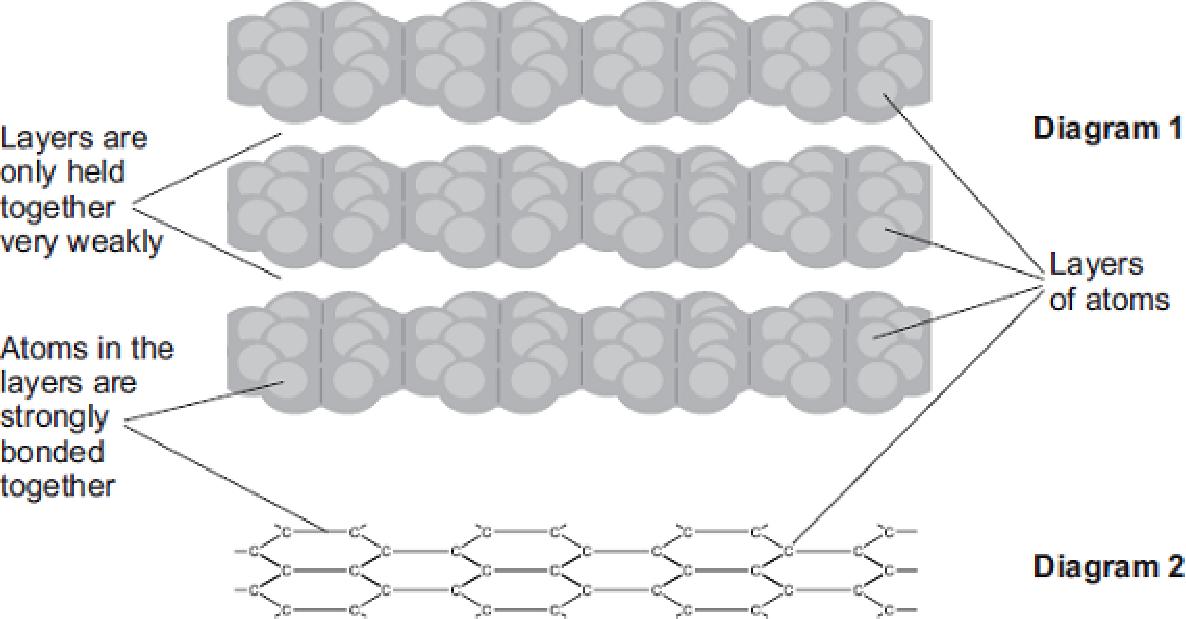 Diagram 1
Layers are
only held
together
very weakly
Layers
of atoms
Atoms in the
layers are
strongly
bonded
together
C C C C C C C
C C C C C C C
C C C C C C C
C C C C C C C
C C C C C C C
Diagram 2